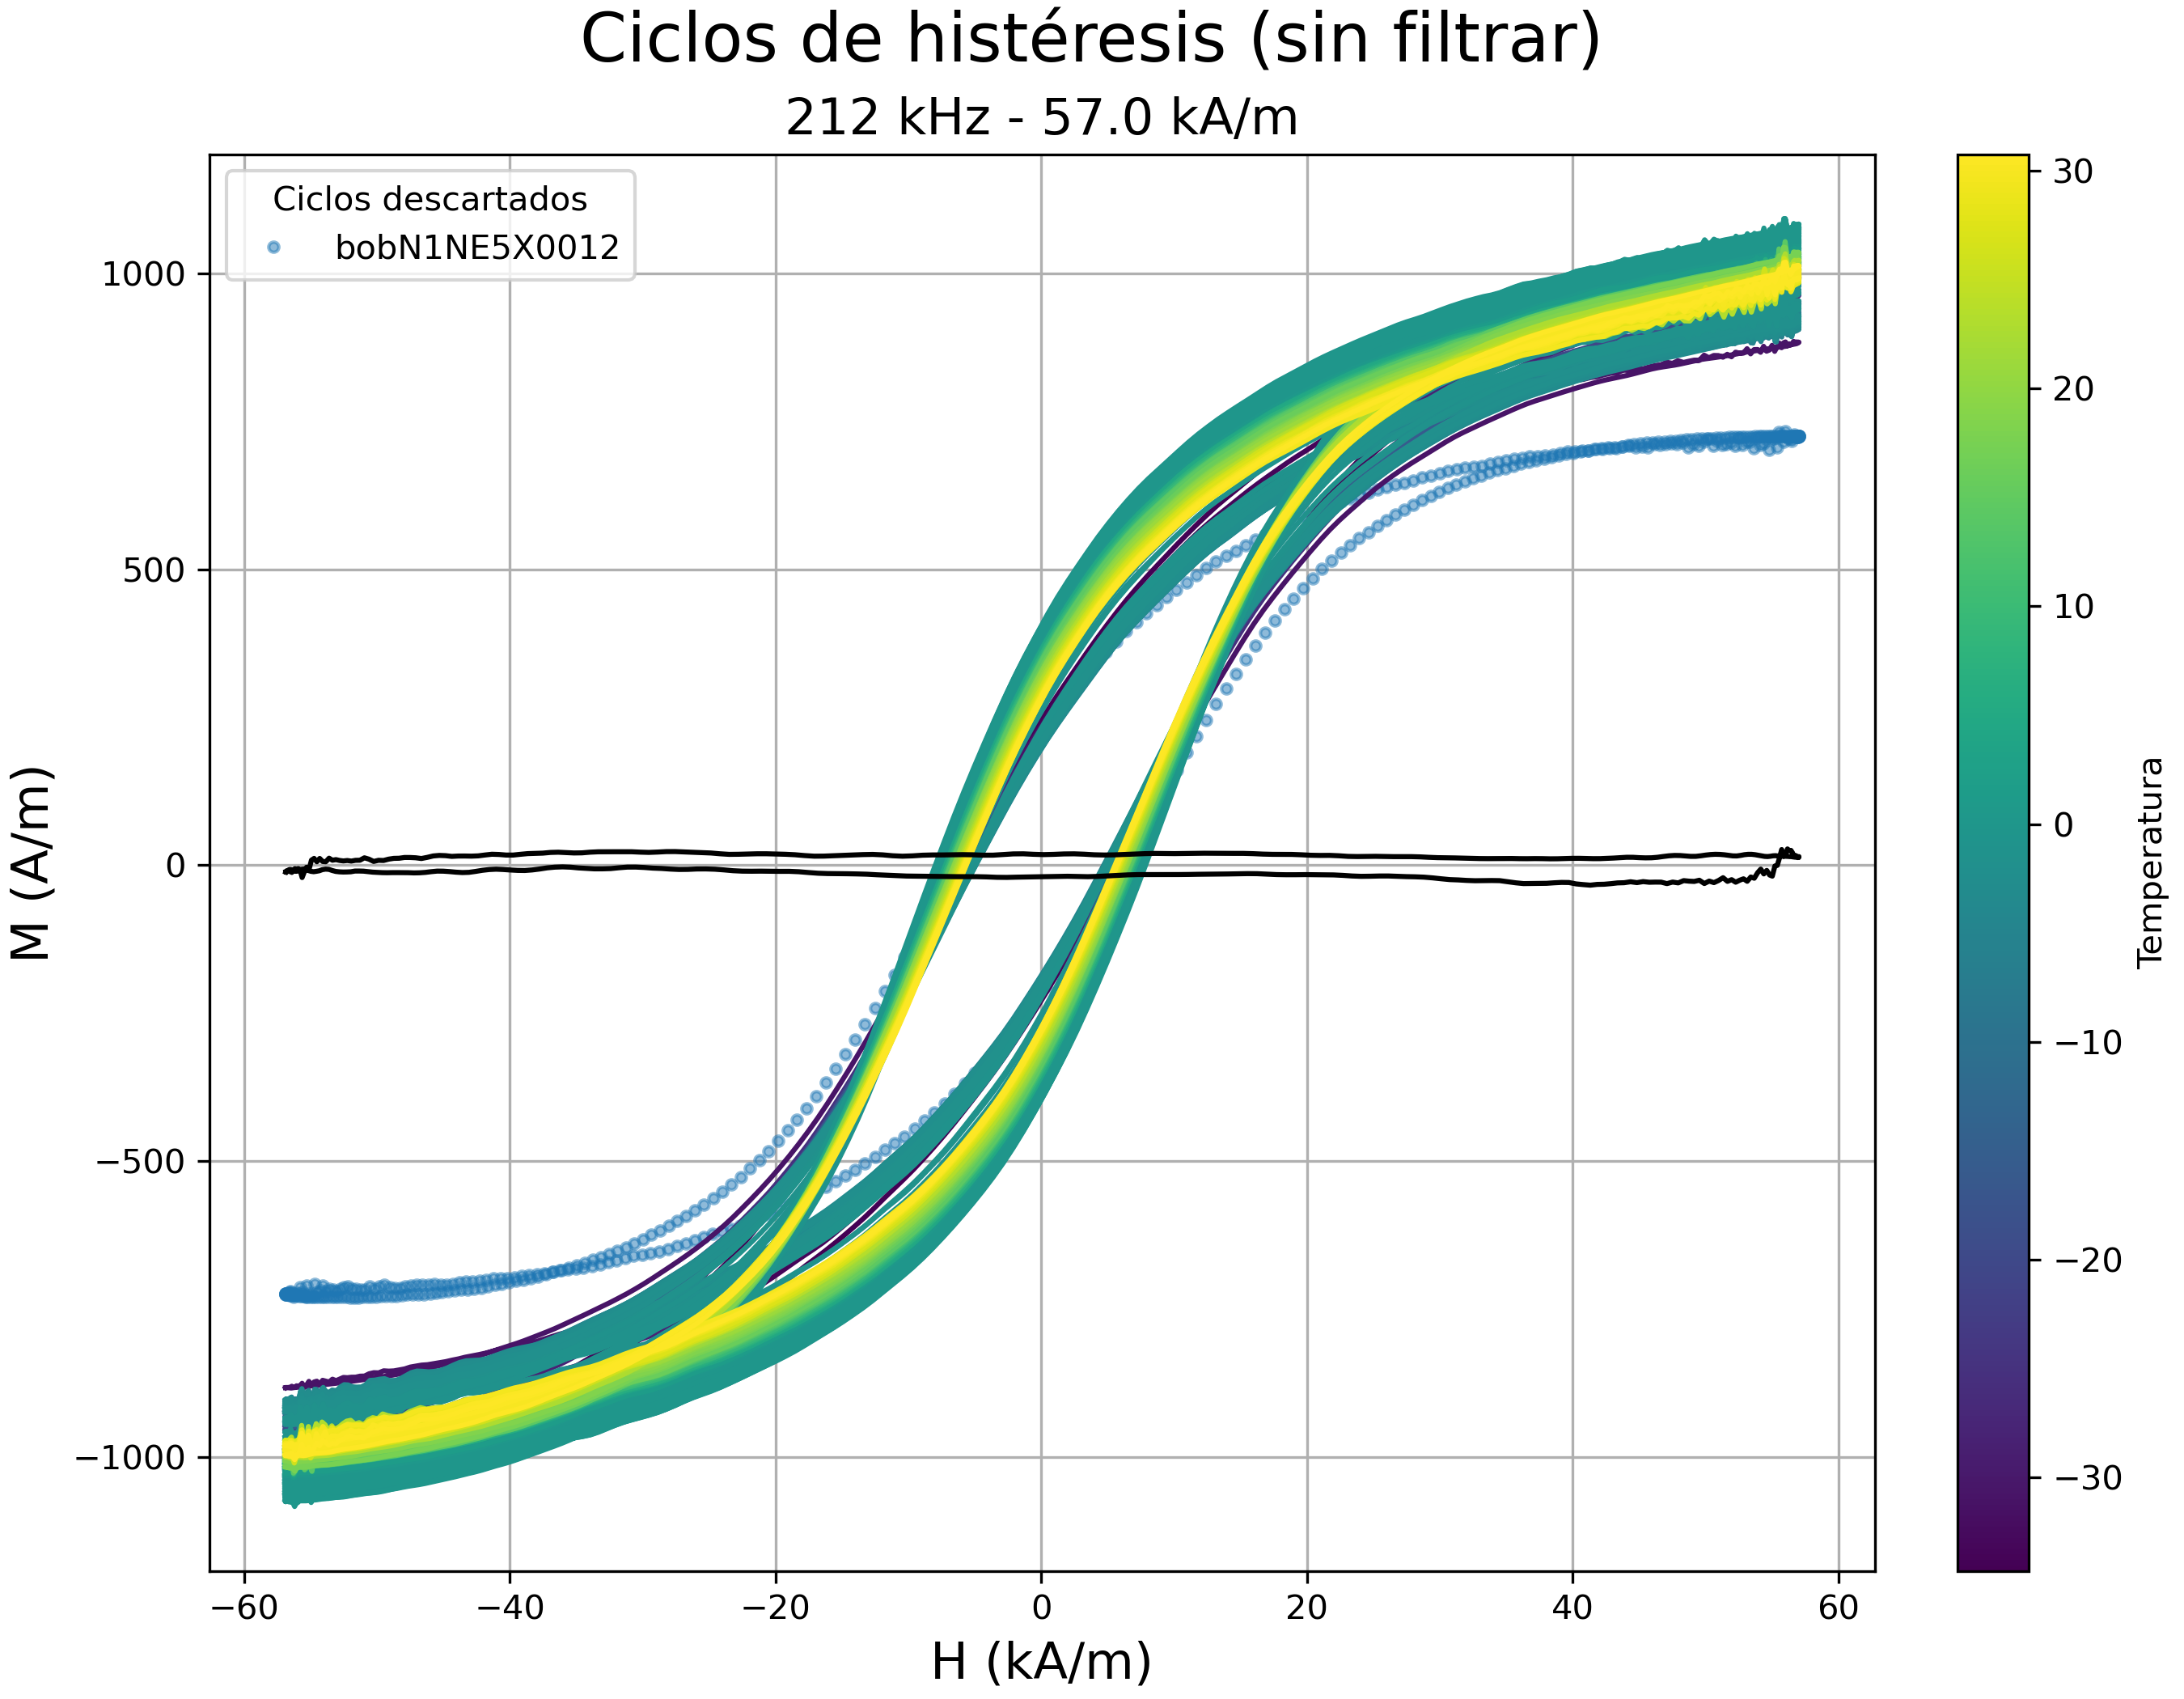 Ciclos de histéresis (sin filtrar)
212 kHz - 57.0 kA/m
Ciclos descartados
bobN1NE5X0012
1000
500
0
−500
−1000
M (A/m)
−60
−40
−20
0
20
40
60
H (kA/m)
30
20
10
0
−10
−20
−30
Temperatura